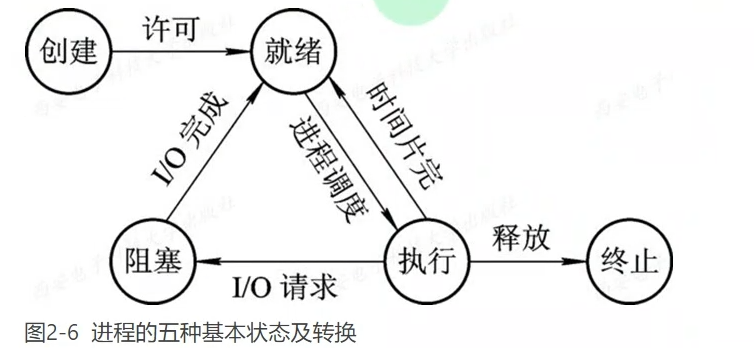 创建
许可
就绪
I/O 完成
进程调度
时间片完
阻塞
I/O 请求
执行
释放
终止
图2-6 进程的五种基本状态及转换